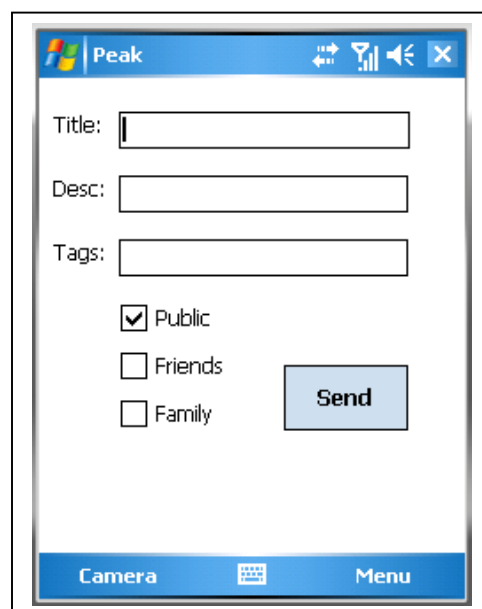 Peak
Title:
Desc:
Tags:
Public
Friends
Send
Family
Camera Menu